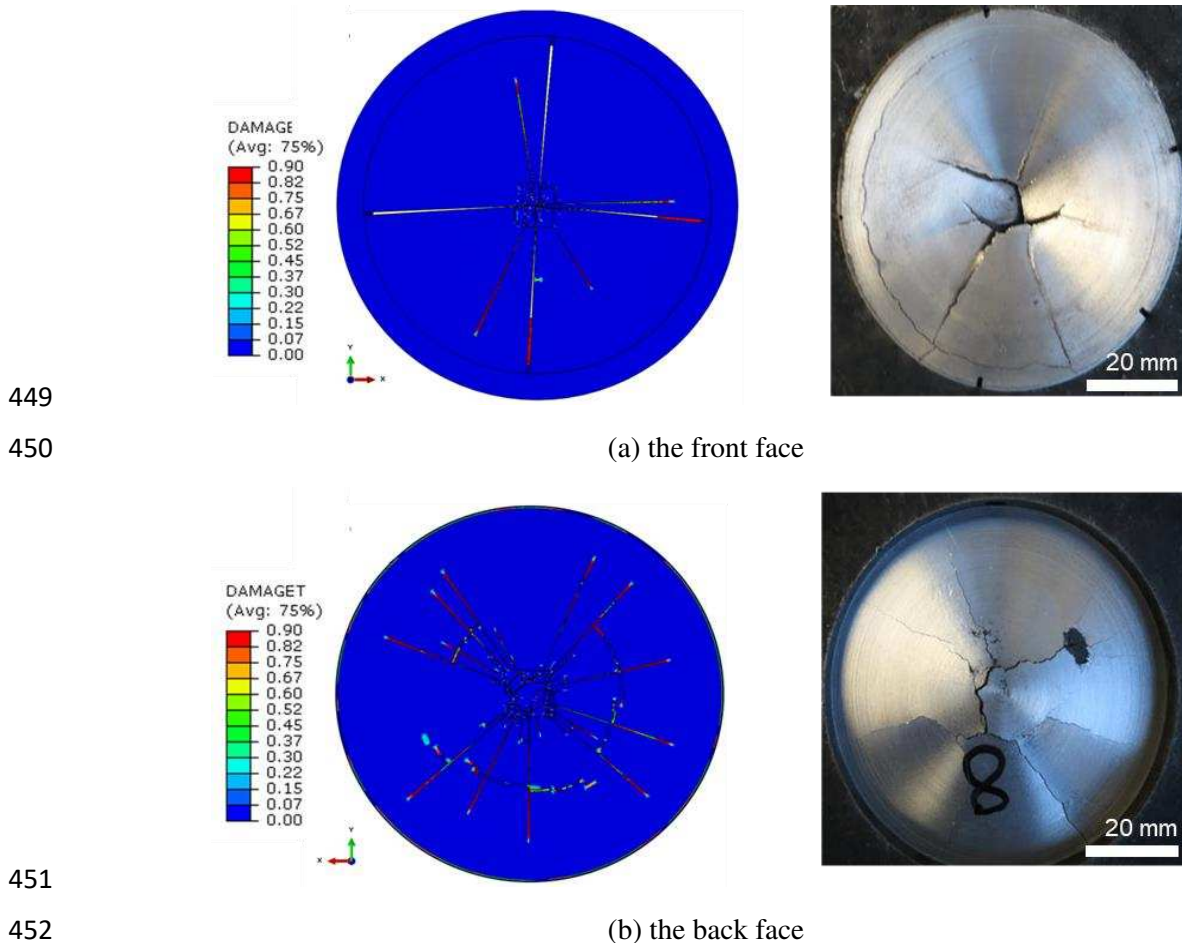 DAMAGE
(Avg: 75%)
0.90
0.82
0.75
0.67
0.60
0.52
0.45
0.37
0.30
0.22
0.15
0.07
0.00
Y
X
20 mm
449
450 (a) the front face
DAMAGET
(Avg: 75%)
0.90
0.82
0.75
0.67
0.60
0.52
0.45
0.37
0.30
0.22
0.15
0.07
0.00
Y
X
8
20 mm
451
452 (b) the back face